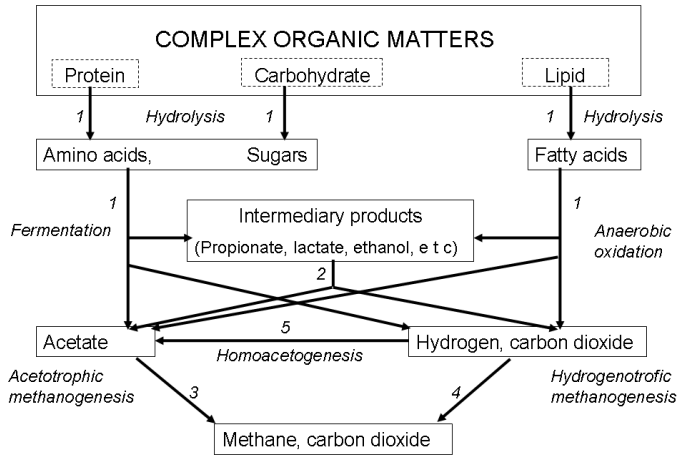 COMPLEX ORGANIC MATTERS
Protein
Carbohydrate
Lipid
1
Hydrolysis
1
1
Hydrolysis
Amino acids,
Sugars
Fatty acids
1
1
Fermentation
Intermediary products
(Propionate, lactate, ethanol, e t c)
Anaerobic
oxidation
2
5
Acetate
Homoacetogenesis
Hydrogen, carbon dioxide
Acetotrophic
methanogenesis
3
4
Hydrogenotrofic
methanogenesis
Methane, carbon dioxide